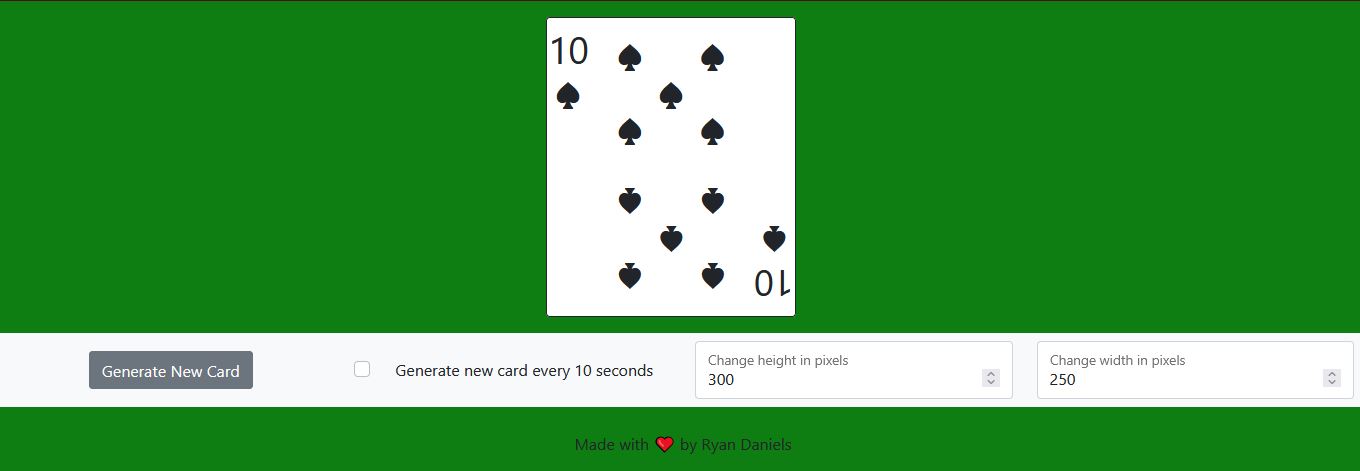 10
10
Generate New Card
Generate new card every 10 seconds
Change height in pixels
300
Change width in pixels
250
Made with ❤️ by Ryan Daniels